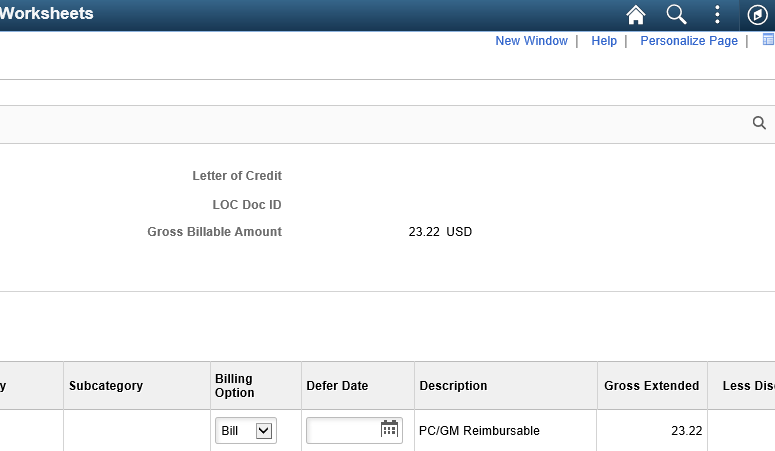 Worksheets
New Window | Help | Personalize Page |
Letter of Credit
LOC Doc ID
Gross Billable Amount 23.22 USD
y Subcategory Billing Option Defer Date Description Gross Extended Less Disc
Bill PC/GM Reimbursable 23.22